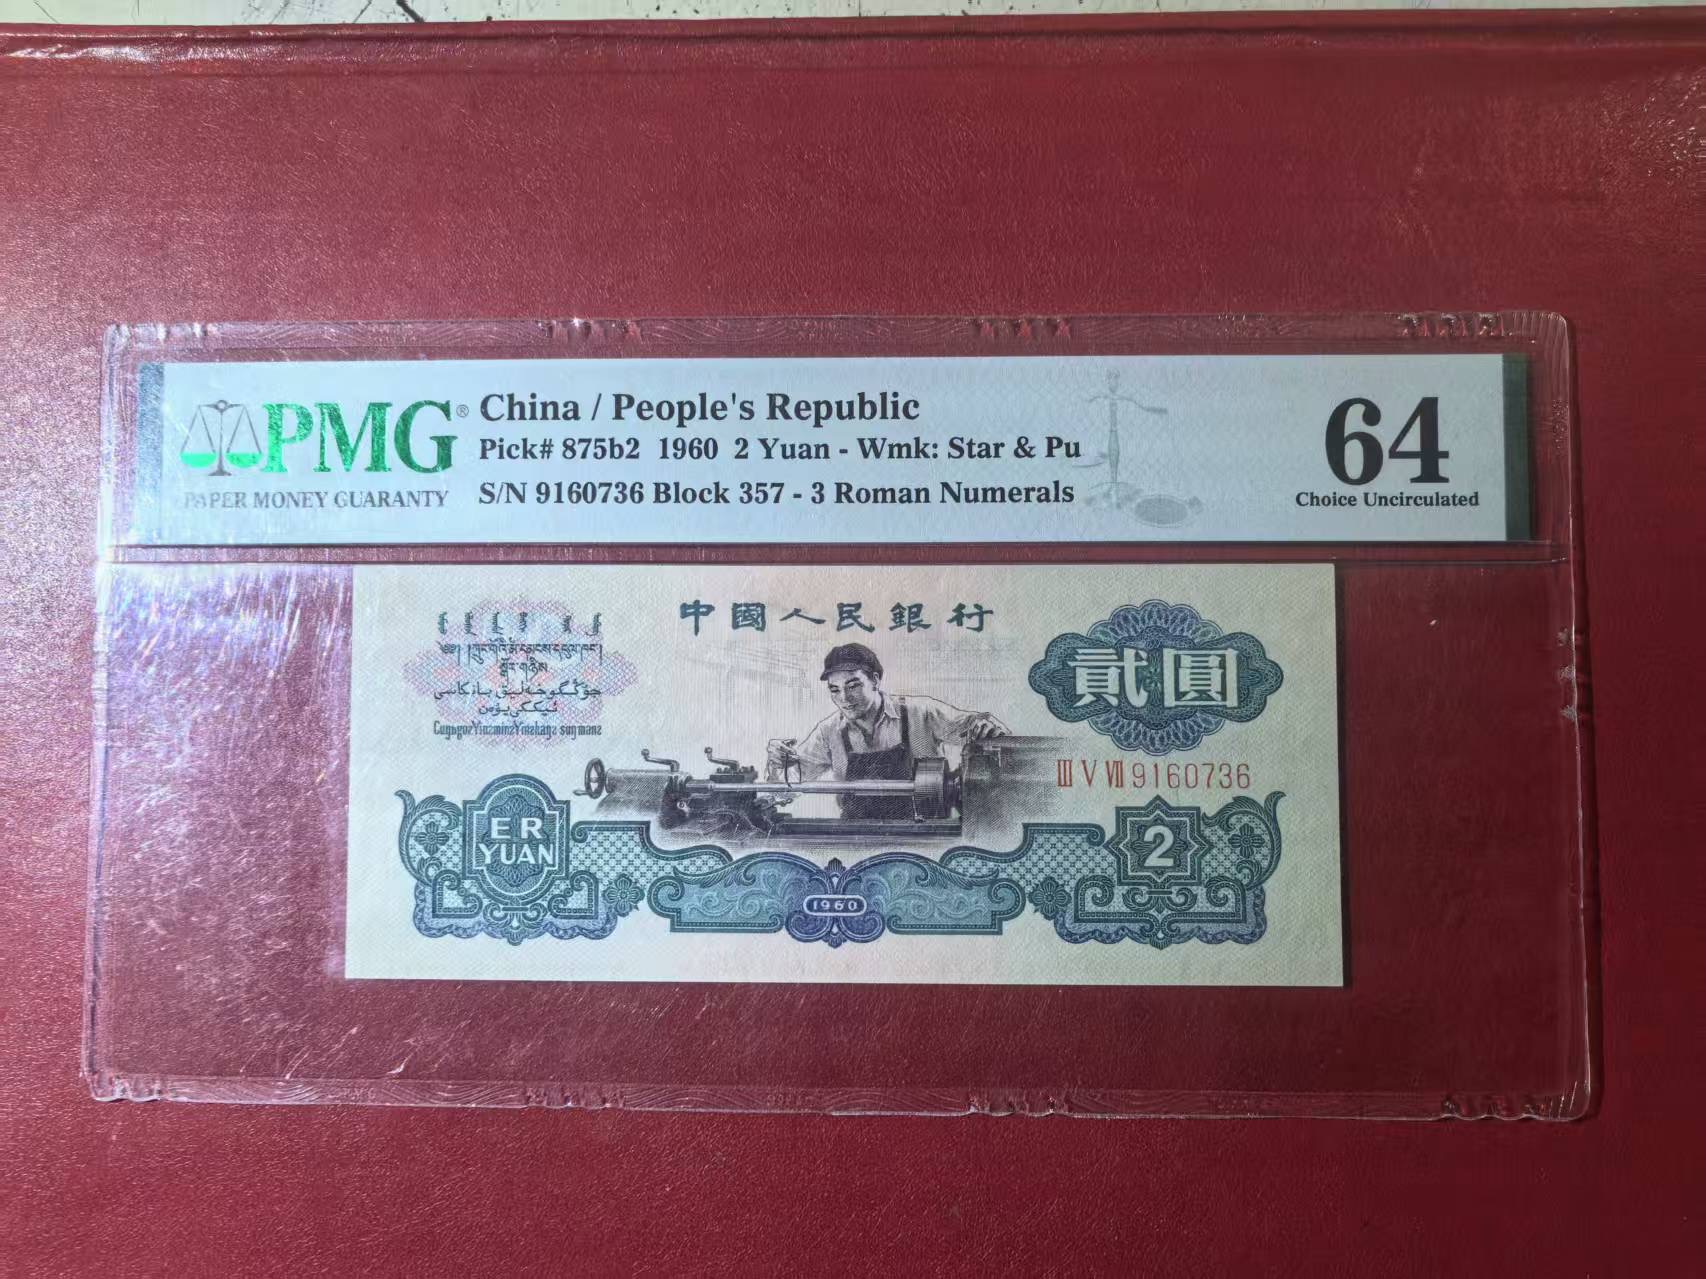 PMG® China / People's Republic 64
Pick# 875b2 1960 2 Yuan - Wmk: Star & Pu
PAPER MONEY GUARANTY S/N 9160736 Block 357 - 3 Roman Numerals Choice Uncirculated
中國人民銀行
貳圓
III V VII 9160736
ER
YUAN
1960
2